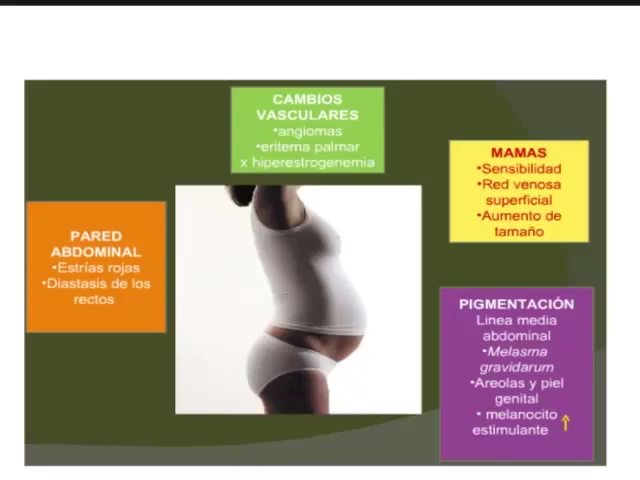 CAMBIOS
VASCULARES
•angiomas
•eritema palmar
x hiperestrogenemia
MAMAS
•Sensibilidad
•Red venosa
superficial
•Aumento de
tamaño
PARED
ABDOMINAL
•Estrías rojas
•Diastasis de los
rectos
PIGMENTACIÓN
Linea media
abdominal
•Melasma
gravidarum
•Areolas y piel
genital
• melanocito
estimulante ↑